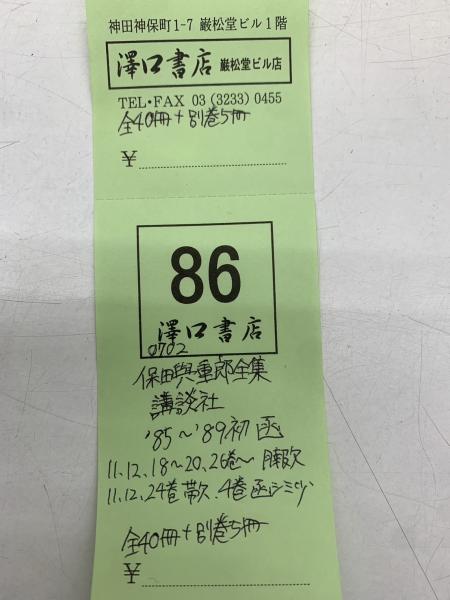 神田神保町1-7 巌松堂ビル1階
澤口書店 巌松堂ビル店
TEL・FAX 03(3233)0455
全40冊+別巻5冊
¥
86
澤口書店
0702
保田與重郎全集
講談社
'85〜'89初 函
11、12、18〜20、26巻〜月報欠
11、12、24巻帯欠、4巻函シミ
全40冊+別巻5冊
¥